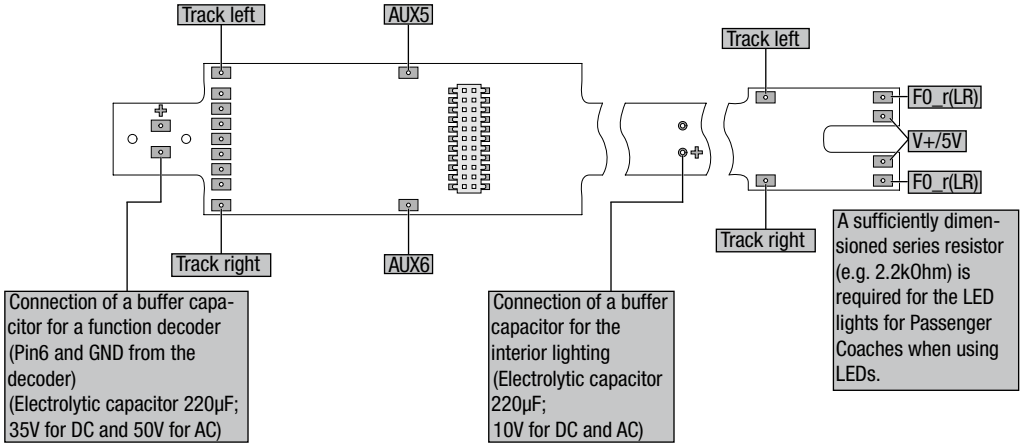 Track left
AUX5
Track left
+
F0_r(LR)
V+/5V
+
F0_r(LR)
Track right
AUX6
Track right
Connection of a buffer capa-
citor for a function decoder
(Pin6 and GND from the
decoder)
(Electrolytic capacitor 220µF;
35V for DC and 50V for AC)
Connection of a buffer
capacitor for the
interior lighting
(Electrolytic capacitor
220µF;
10V for DC and AC)
A sufficiently dimen-
sioned series resistor
(e.g. 2.2kOhm) is
required for the LED
lights for Passenger
Coaches when using
LEDs.